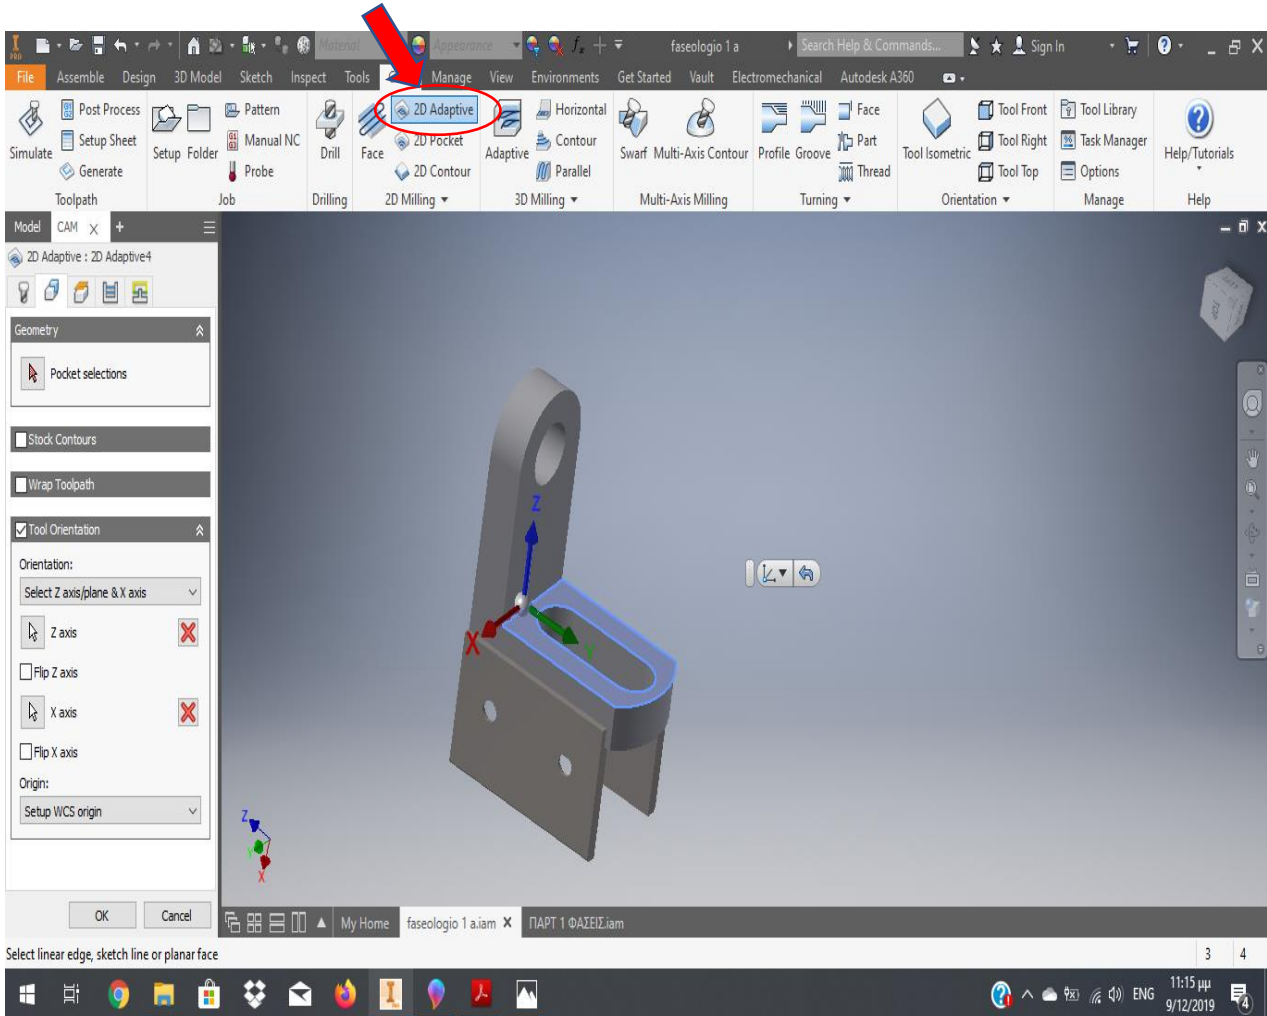 PRO
Material
Appearance
faseologio 1 a
Search Help & Com
mands...
Sign In
File Assemble Design 3D Model Sketch Inspect Tools Manage View Environments Get Started Vault Electromechanical Autodesk A360
Simulate
Post Process
Setup Sheet
Generate
Toolpath
Setup
Folder
Pattern
Manual NC
Probe
Job
Drill
Drilling
Face
2D Adaptive
2D Pocket
2D Contour
2D Milling
Adaptive
Horizontal
Contour
Parallel
3D Milling
Swarf
Multi-Axis Contour
Multi-Axis Milling
Profile
Groove
Face
Part
Thread
Turning
Tool Isometric
Tool Front
Tool Right
Tool Top
Orientation
Tool Library
Task Manager
Options
Manage
Help/Tutorials
Help
Model CAM X +
2D Adaptive : 2D Adaptive4
Geometry
Pocket selections
Stock Contours
Wrap Toolpath
Tool Orientation
Orientation:
Select Z axis/plane & X axis
Z axis
Flip Z axis
X axis
Flip X axis
Origin:
Setup WCS origin
OK Cancel
TOP
Z
X
Y
Z
Y
X
My Home faseologio 1 a.iam X ΠΑΡΤ 1 ΦΑΣΕΙΣ.iam
Select linear edge, sketch line or planar face
3 4
ENG
11:15 μμ
9/12/2019
4